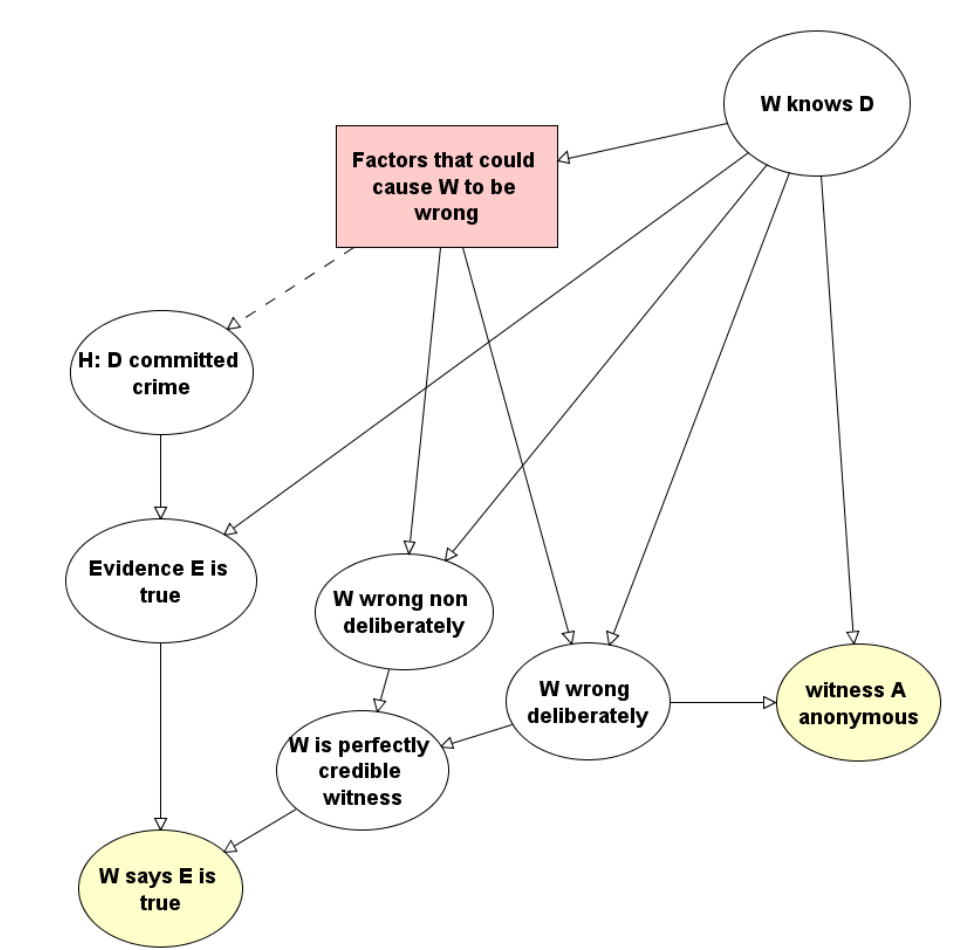 W knows D
Factors that could
cause W to be
wrong
H: D committed
crime
Evidence E is
true
W wrong non
deliberately
W wrong
deliberately
witness A
anonymous
W is perfectly
credible
witness
W says E is
true